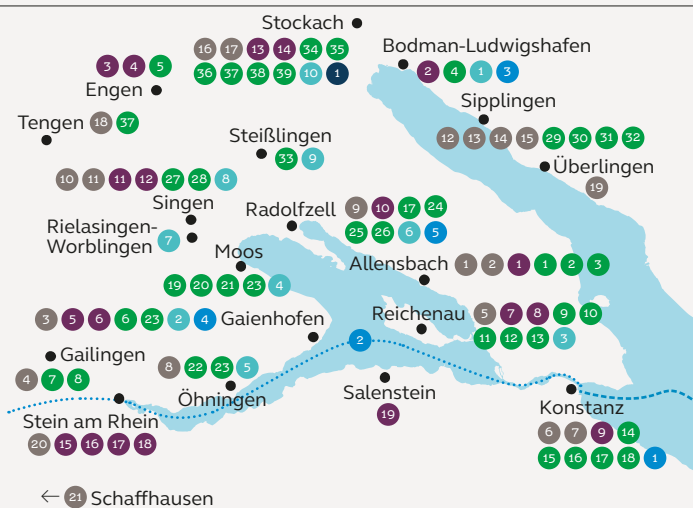 Stockach
16 17 13 14 34 35
36 37 38 39 10 1
Bodman-Ludwigshafen
2 4 1 3
3 4 5
Engen
Sipplingen
12 13 14 15 29 30 31 32
Tengen 18 37
Steißlingen
33 9
Überlingen
19
10 11 11 12 27 28 8
Singen
Radolfzell 9 10 17 24
25 26 6 5
Rielasingen-
Worblingen 7
Moos
19 20 21 23 4
Allensbach 1 2 1 1 2 3
Reichenau 5 7 8 9 10
11 12 13 3
3 5 6 6 23 2 4 Gaienhofen
2
Gailingen
4 7 8
8 22 23 5
Öhningen
Salenstein
19
Konstanz
6 7 9 14
15 16 17 18 1
Stein am Rhein
20 15 16 17 18
← 21 Schaffhausen